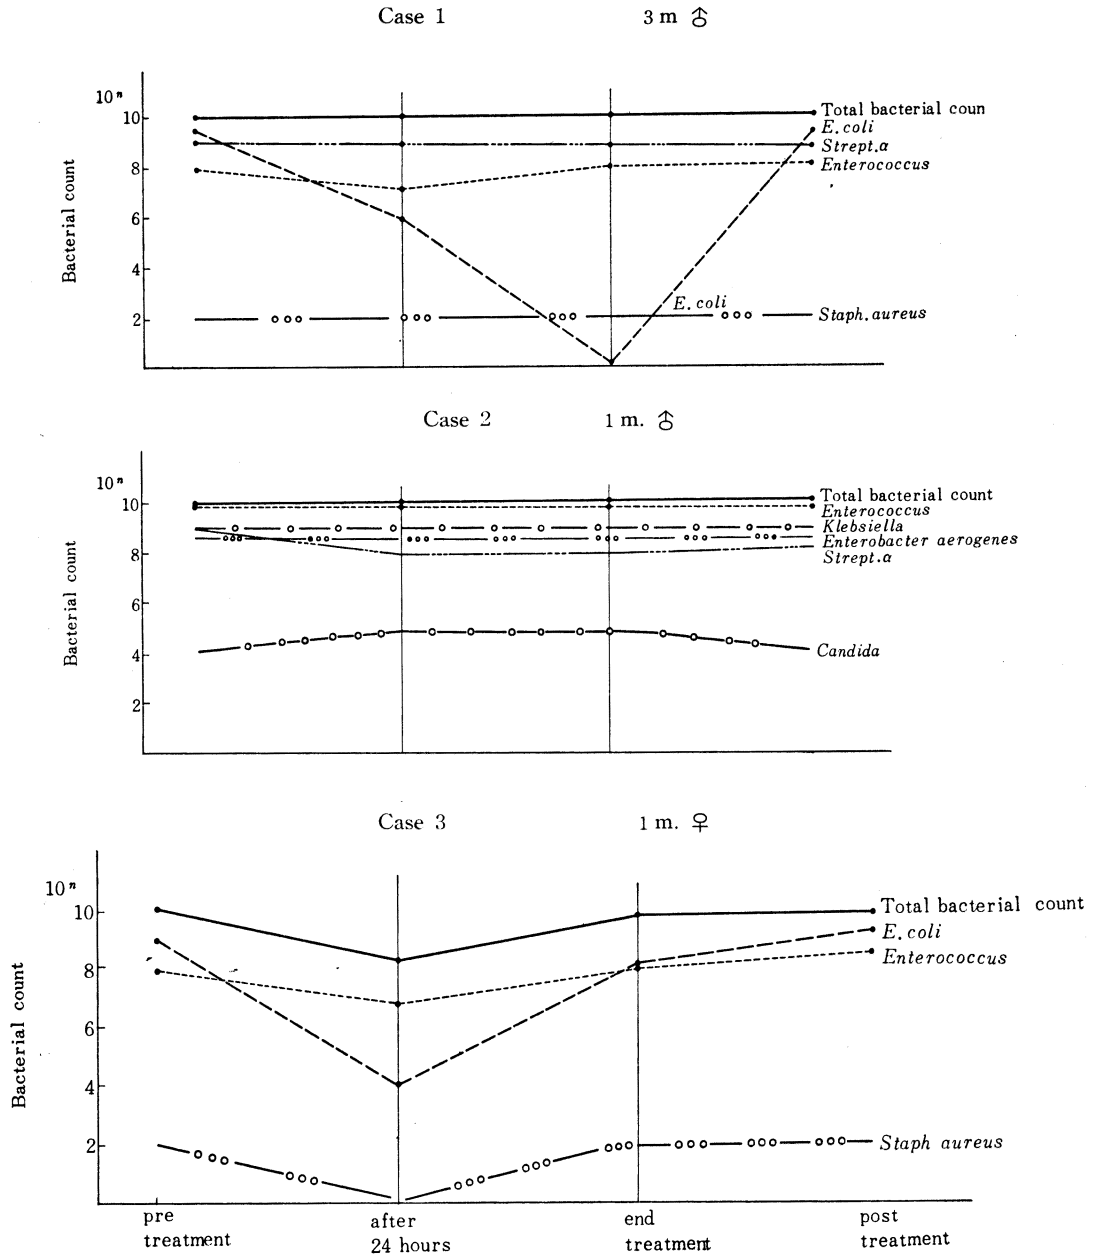 Case 1 3 m ♂
10ⁿ
10
8
6
4
2
Bacterial count
Total bacterial coun
E. coli
Strept.α
Enterococcus
E. coli
Staph. aureus
Case 2 1 m. ♂
10ⁿ
10
8
6
4
2
Bacterial count
Total bacterial count
Enterococcus
Klebsiella
Enterobacter aerogenes
Strept.α
Candida
Case 3 1 m. ♀
10ⁿ
10
8
6
4
2
Bacterial count
Total bacterial count
E. coli
Enterococcus
Staph aureus
pre
treatment
after
24 hours
end
treatment
post
treatment